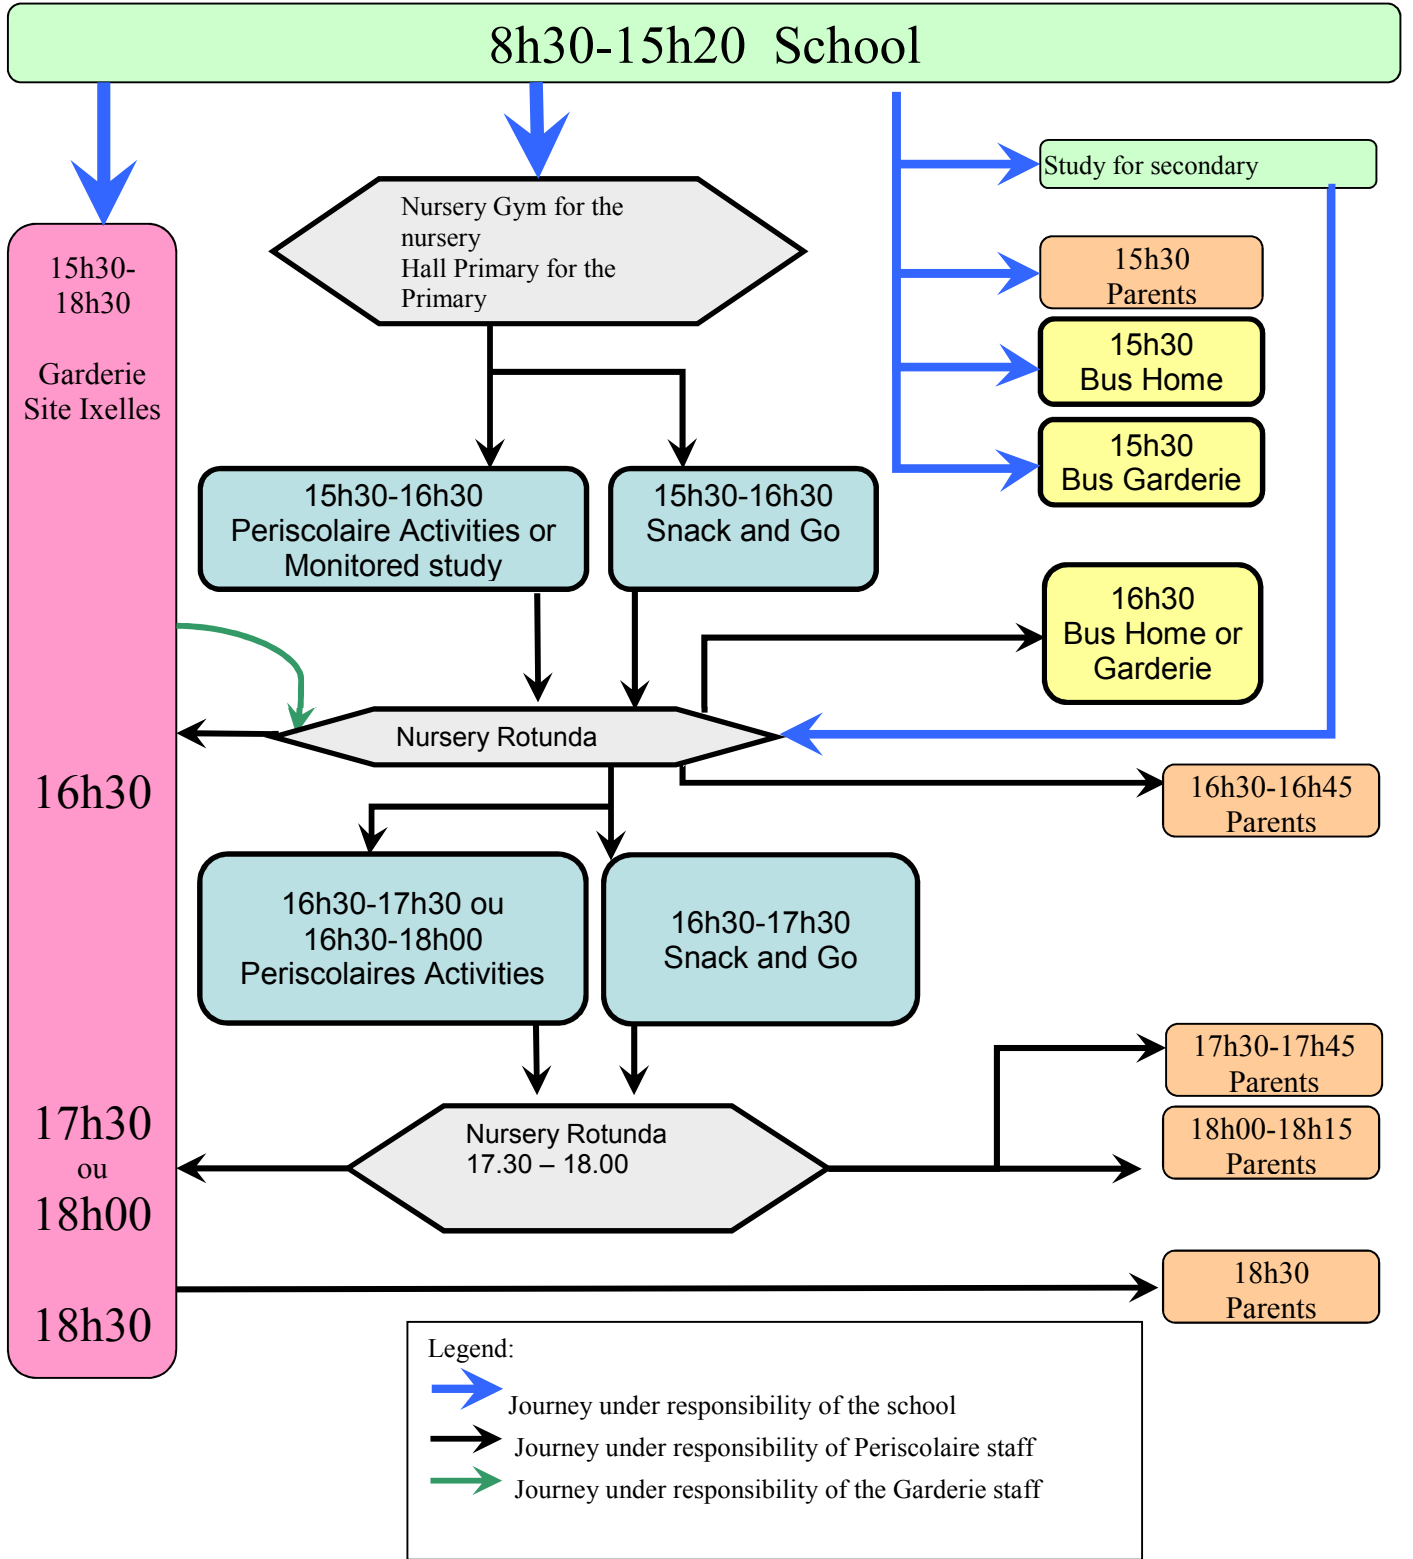 8h30-15h20  School
Study for secondary
Nursery Gym for the
nursery
Hall Primary for the
Primary
15h30-
18h30
Garderie
Site Ixelles
15h30
Parents
15h30
Bus Home
15h30
Bus Garderie
15h30-16h30
Periscolaire Activities or
Monitored study
15h30-16h30
Snack and Go
16h30
Bus Home or
Garderie
Nursery Rotunda
16h30
16h30-16h45
Parents
16h30-17h30 ou
16h30-18h00
Periscolaires Activities
16h30-17h30
Snack and Go
17h30-17h45
Parents
17h30
ou
18h00
Nursery Rotunda
17.30 – 18.00
18h00-18h15
Parents
18h30
18h30
Parents
Legend:
Journey under responsibility of the school
Journey under responsibility of Periscolaire staff
Journey under responsibility of the Garderie staff